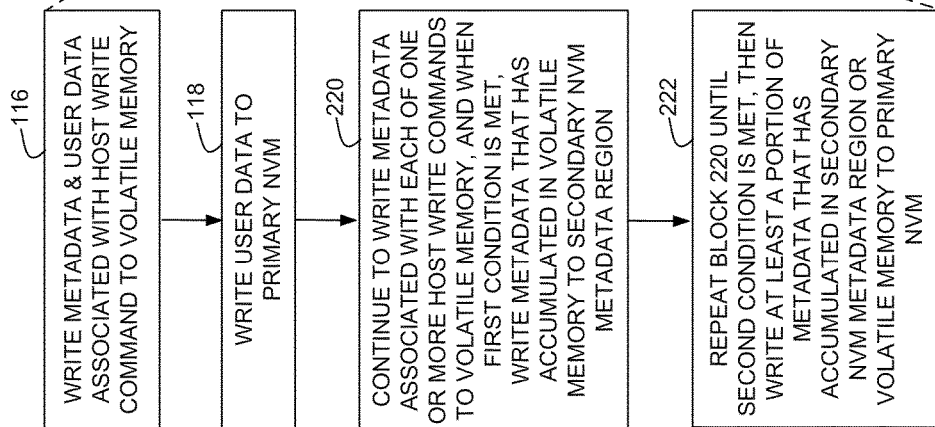 116
WRITE METADATA & USER DATA
ASSOCIATED WITH HOST WRITE
COMMAND TO VOLATILE MEMORY
118
WRITE USER DATA TO
PRIMARY NVM
220
CONTINUE TO WRITE METADATA
ASSOCIATED WITH EACH OF ONE
OR MORE HOST WRITE COMMANDS
TO VOLATILE MEMORY, AND WHEN
FIRST CONDITION IS MET,
WRITE METADATA THAT HAS
ACCUMULATED IN VOLATILE
MEMORY TO SECONDARY NVM
METADATA REGION
222
REPEAT BLOCK 220 UNTIL
SECOND CONDITION IS MET, THEN
WRITE AT LEAST A PORTION OF
METADATA THAT HAS
ACCUMULATED IN SECONDARY
NVM METADATA REGION OR
VOLATILE MEMORY TO PRIMARY
NVM